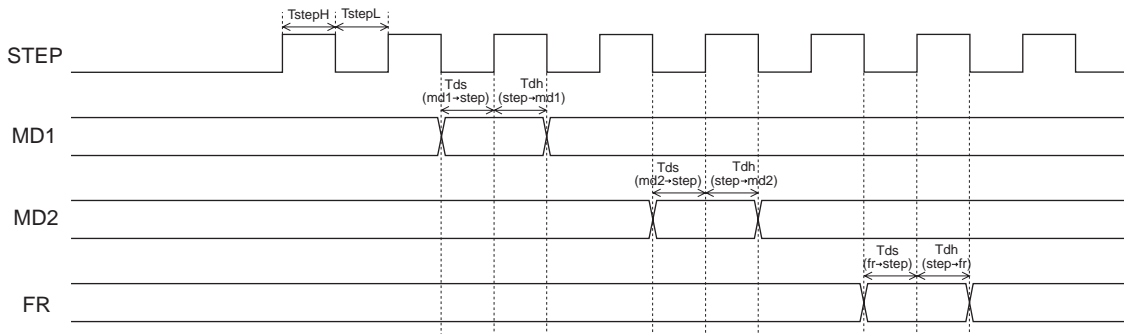 TstepH TstepL
STEP
Tds Tdh
(md1→step) (step→md1)
MD1
Tds Tdh
(md2→step) (step→md2)
MD2
Tds Tdh
(fr→step) (step→fr)
FR